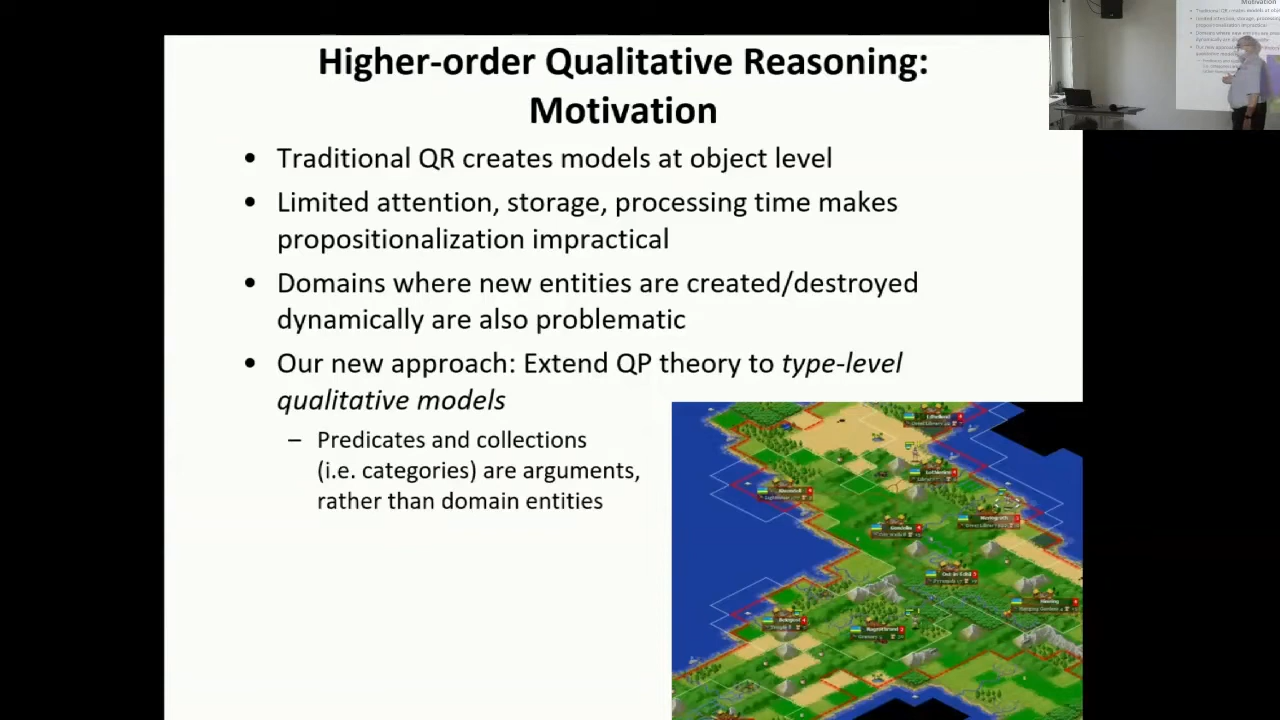 Higher-order Qualitative Reasoning:
Motivation
• Traditional QR creates models at object level
• Limited attention, storage, processing time makes
propositionalization impractical
• Domains where new entities are created/destroyed
dynamically are also problematic
• Our new approach: Extend QP theory to type-level
qualitative models
– Predicates and collections
(i.e. categories) are arguments,
rather than domain entities
Motivation